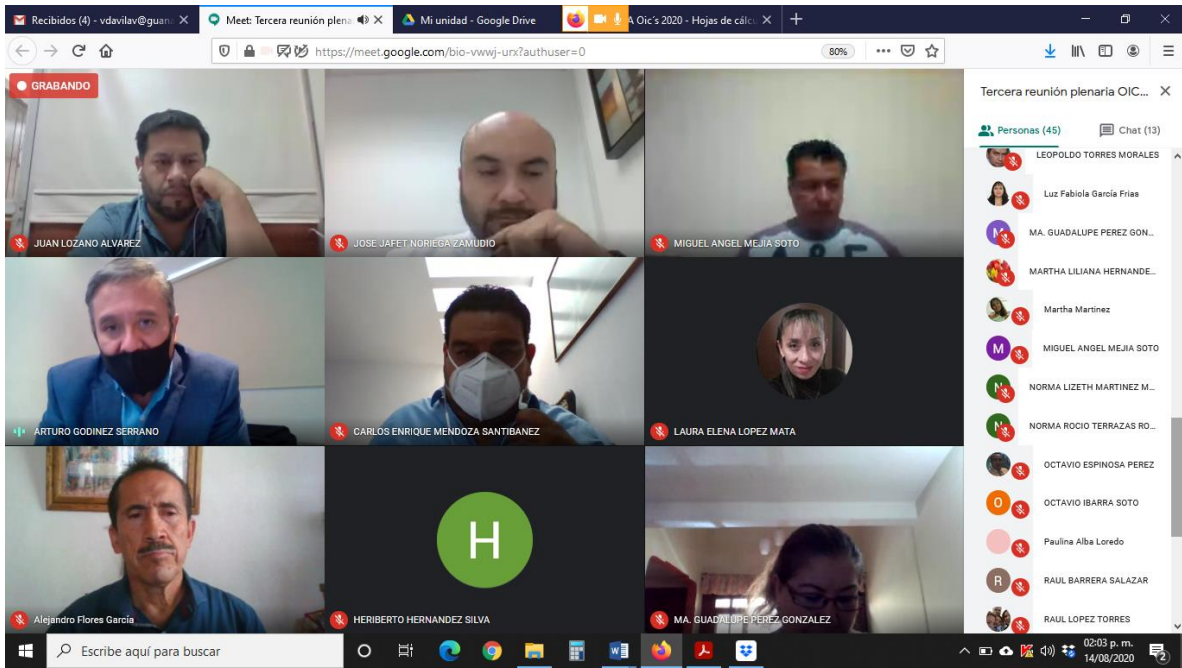 Recibidos (4) - vdavilav@guan
Meet: Tercera reunión plena
Mi unidad - Google Drive
A Oic´s 2020 - Hojas de cálcu
https://meet.google.com/bio-vwwj-urx?authuser=0
80%
GRABANDO
JUAN LOZANO ALVAREZ
JOSE JAFET NORIEGA ZAMUDIO
MIGUEL ANGEL MEJIA SOTO
ARTURO GODINEZ SERRANO
CARLOS ENRIQUE MENDOZA SANTIBANEZ
LAURA ELENA LOPEZ MATA
Alejandro Flores García
H
HERIBERTO HERNANDEZ SILVA
MA. GUADALUPE PEREZ GONZALEZ
Tercera reunión plenaria OIC...
Personas (45)
Chat (13)
LEOPOLDO TORRES MORALES
Luz Fabiola García Frias
MA. GUADALUPE PEREZ GON...
MARTHA LILIANA HERNANDE...
Martha Martinez
M
MIGUEL ANGEL MEJIA SOTO
NORMA LIZETH MARTINEZ M...
NORMA ROCIO TERRAZAS RO...
OCTAVIO ESPINOSA PEREZ
O
OCTAVIO IBARRA SOTO
Paulina Alba Loredo
R
RAUL BARRERA SALAZAR
RAUL LOPEZ TORRES
Escribe aquí para buscar
02:03 p. m.
14/08/2020
2